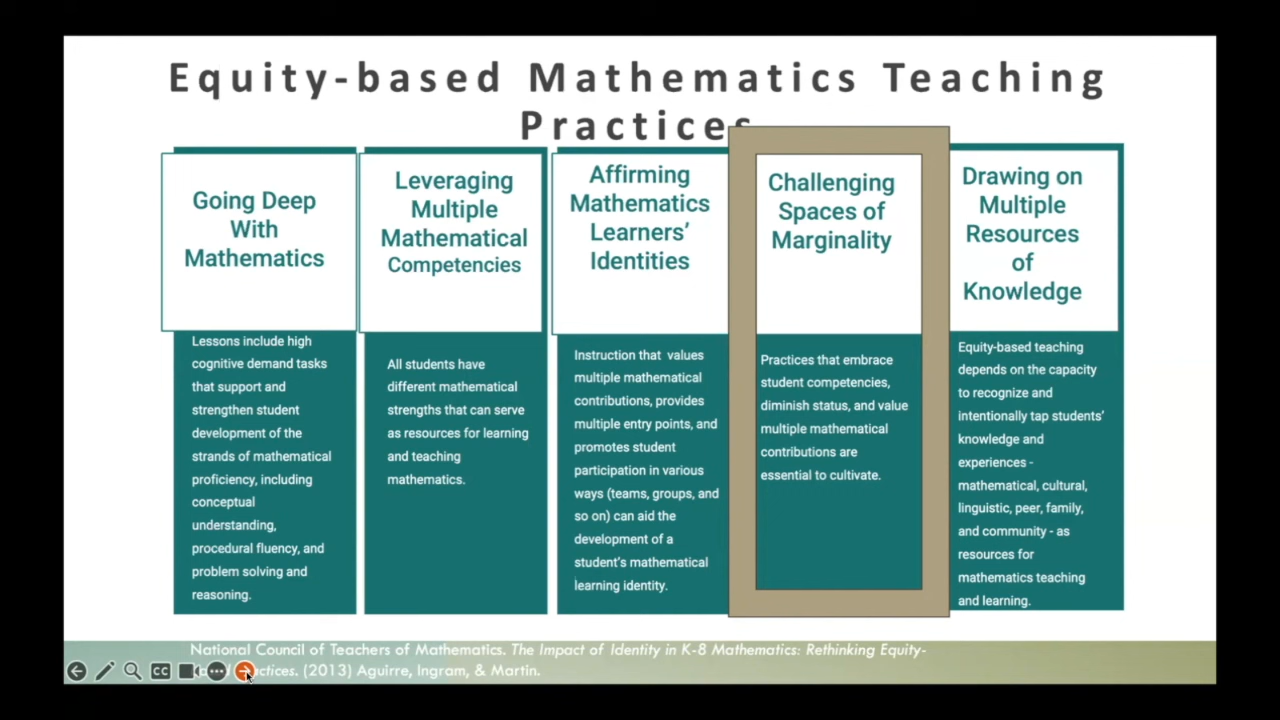 Equity-based Mathematics Teaching
Practices
Going Deep
With
Mathematics
Lessons include high
cognitive demand tasks
that support and
strengthen student
development of the
strands of mathematical
proficiency, including
conceptual
understanding,
procedural fluency, and
problem solving and
reasoning.
Leveraging
Multiple
Mathematical
Competencies
All students have
different mathematical
strengths that can serve
as resources for learning
and teaching
mathematics.
Affirming
Mathematics
Learners’
Identities
Instruction that values
multiple mathematical
contributions, provides
multiple entry points, and
promotes student
participation in various
ways (teams, groups, and
so on) can aid the
development of a
student's mathematical
learning identity.
Challenging
Spaces of
Marginality
Practices that embrace
student competencies,
diminish status, and value
multiple mathematical
contributions are
essential to cultivate.
Drawing on
Multiple
Resources
of
Knowledge
Equity-based teaching
depends on the capacity
to recognize and
intentionally tap students’
knowledge and
experiences -
mathematical, cultural,
linguistic, peer, family,
and community - as
resources for
mathematics teaching
and learning.
National Council of Teachers of Mathematics. The Impact of Identity in K-8 Mathematics: Rethinking Equity-
(2013) Aguirre, Ingram, & Martin.
CC